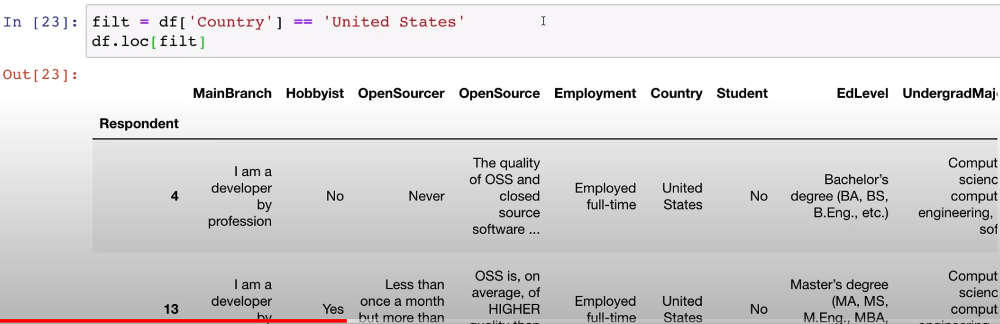 In [23]: filt = df['Country'] == 'United States'
df.loc[filt]
Out[23]:
MainBranch Hobbyist OpenSourcer OpenSource Employment Country Student EdLevel UndergradMaj
Respondent
4
I am a
developer
by
profession
No
Never
The quality
of OSS and
closed
source
software ...
Employed
full-time
United
States
No
Bachelor’s
degree (BA, BS,
B.Eng., etc.)
Comput
scienc
comput
engineering,
sof
13
I am a
developer
by
Yes
Less than
once a month
but more than
OSS is, on
average, of
HIGHER
quality than
Employed
full-time
United
States
No
Master’s degree
(MA, MS,
M.Eng., MBA,
Comput
scienc
comput
engineering